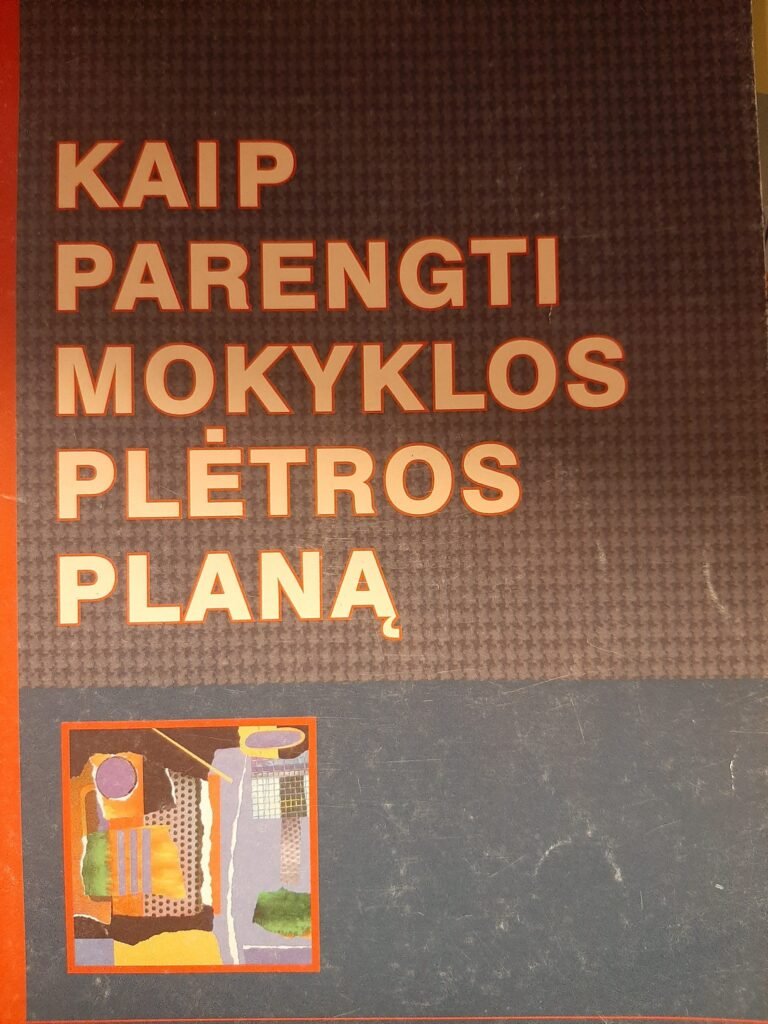 KAIP
PARENGTI
MOKYKLOS
PLĖTROS
PLANĄ